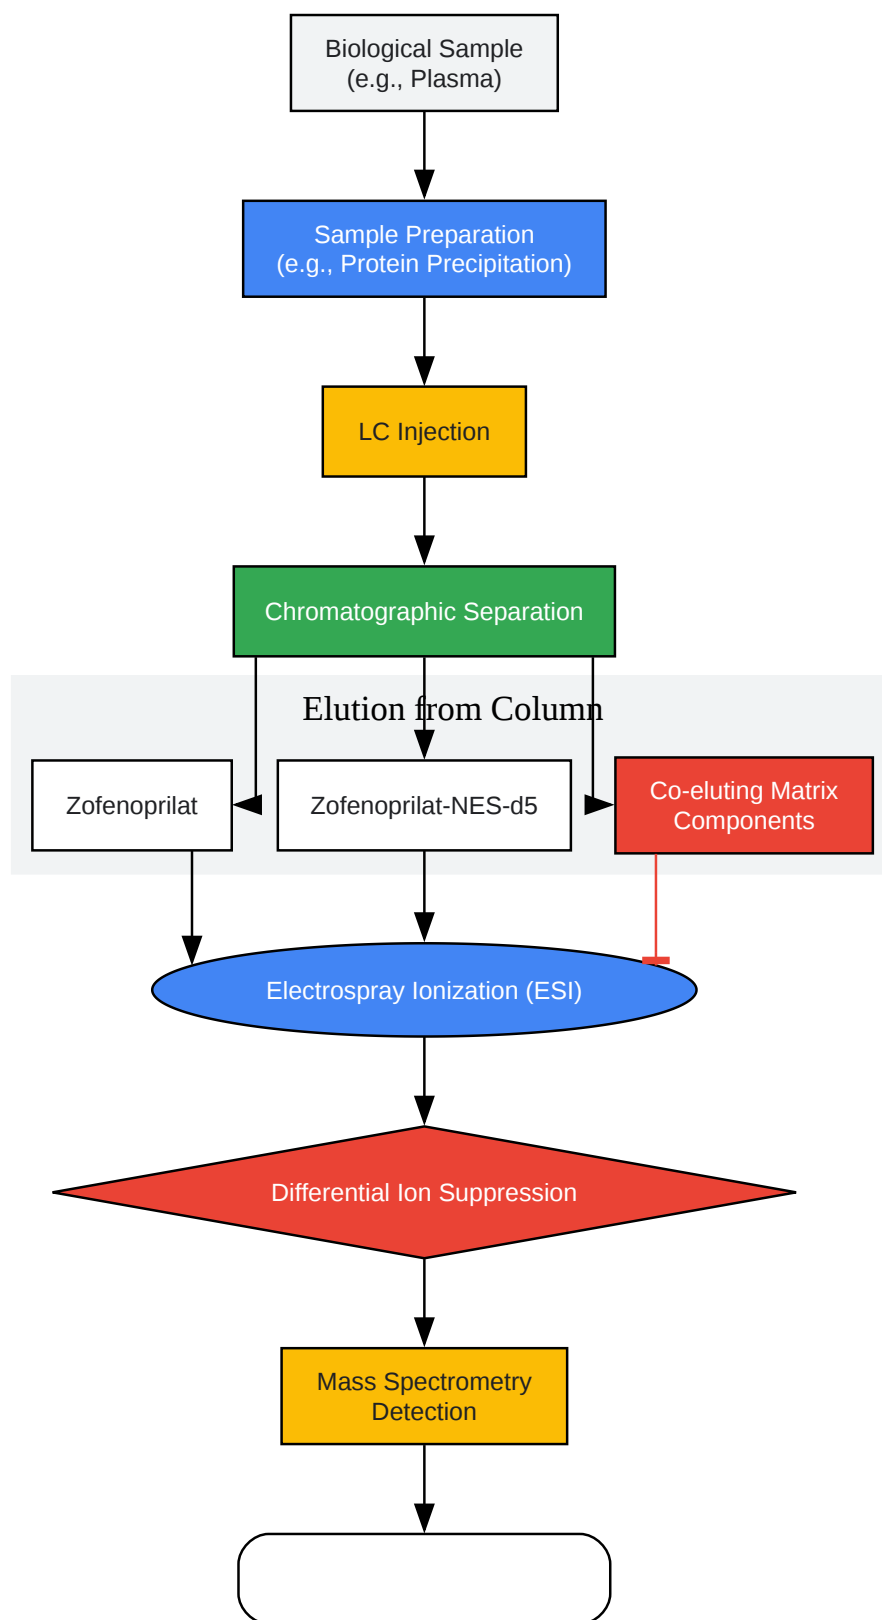 Biological Sample
(e.g., Plasma)
Sample Preparation
(e.g., Protein Precipitation)
LC Injection
Chromatographic Separation
Elution from Column
Zofenoprilat
Zofenoprilat-NES-d5
Co-eluting Matrix
Components
Electrospray Ionization (ESI)
Differential Ion Suppression
Mass Spectrometry
Detection